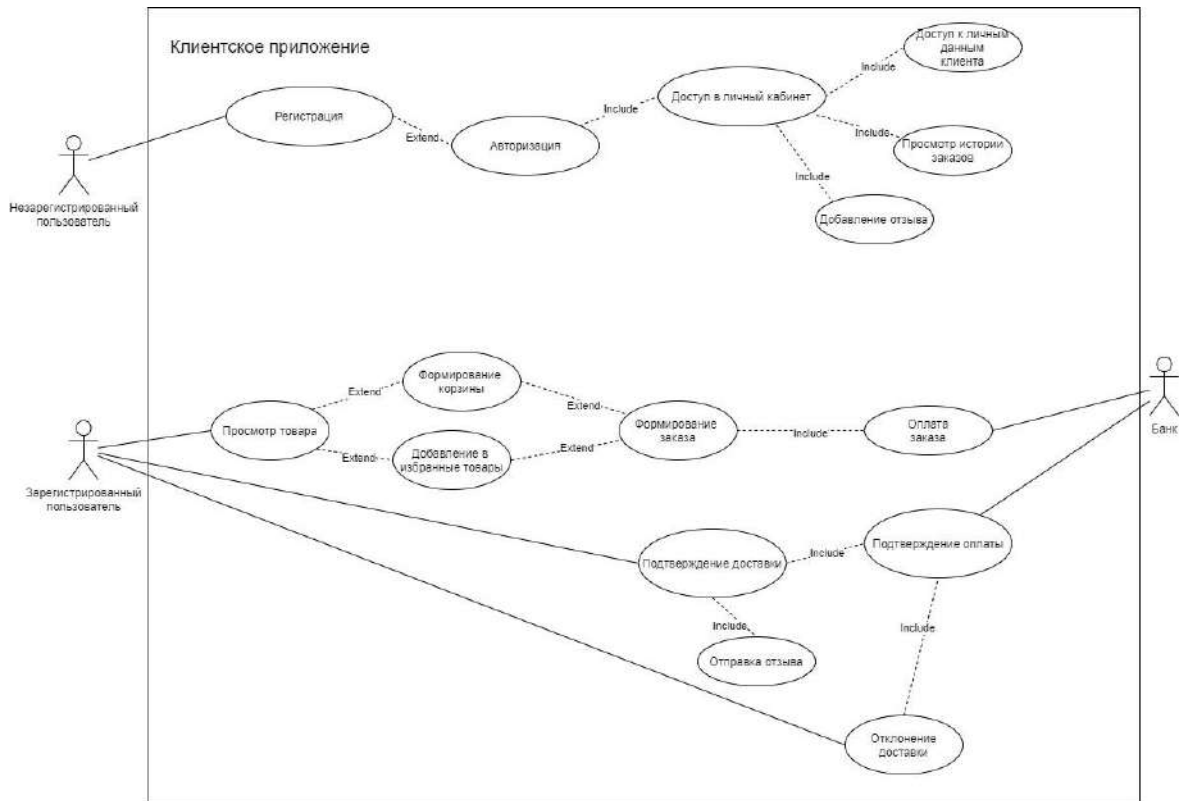 Клиентское приложение
Доступ к личным
данным
клиента
Include
Доступ в личный кабинет
Include
Регистрация
Extend
Авторизация
Include
Просмотр истории
заказов
Include
Добавление отзыва
Незарегистрированный
пользователь
Формирование
корзины
Extend
Extend
Просмотр товара
Формирование
заказа
Include
Оплата
заказа
Банк
Extend
Добавление в
избранные товары
Extend
Зарегистрированный
пользователь
Подтверждение доставки
Include
Подтверждение оплаты
Include
Include
Отправка отзыва
Отклонение
доставки